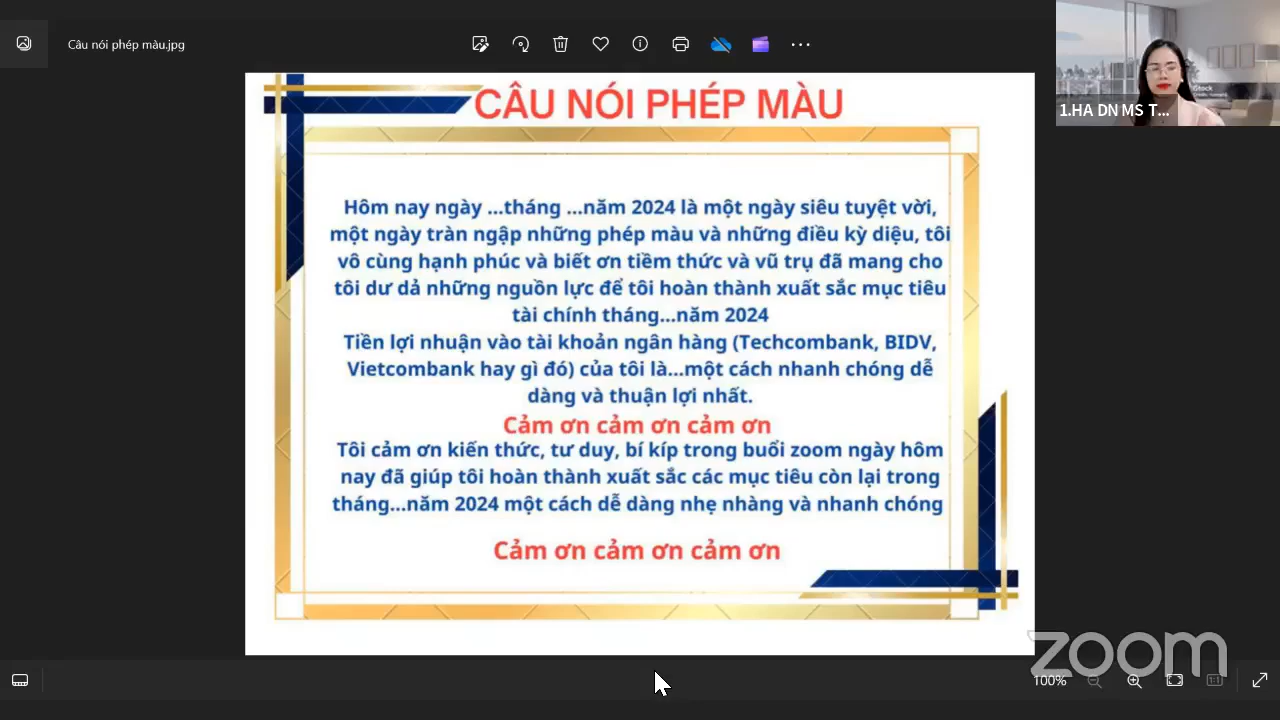 Câu nói phép màu.jpg
1.HA DN MS T...
CÂU NÓI PHÉP MÀU
Hôm nay ngày ...tháng ...năm 2024 là một ngày siêu tuyệt vời,
một ngày tràn ngập những phép màu và những điều kỳ diệu, tôi
vô cùng hạnh phúc và biết ơn tiềm thức và vũ trụ đã mang cho
tôi dư dả những nguồn lực để tôi hoàn thành xuất sắc mục tiêu
tài chính tháng...năm 2024
Tiền lợi nhuận vào tài khoản ngân hàng (Techcombank, BIDV,
Vietcombank hay gì đó) của tôi là...một cách nhanh chóng dễ
dàng và thuận lợi nhất.
Cảm ơn cảm ơn cảm ơn
Tôi cảm ơn kiến thức, tư duy, bí kíp trong buổi zoom ngày hôm
nay đã giúp tôi hoàn thành xuất sắc các mục tiêu còn lại trong
tháng...năm 2024 một cách dễ dàng nhẹ nhàng và nhanh chóng
Cảm ơn cảm ơn cảm ơn
zoom
100%